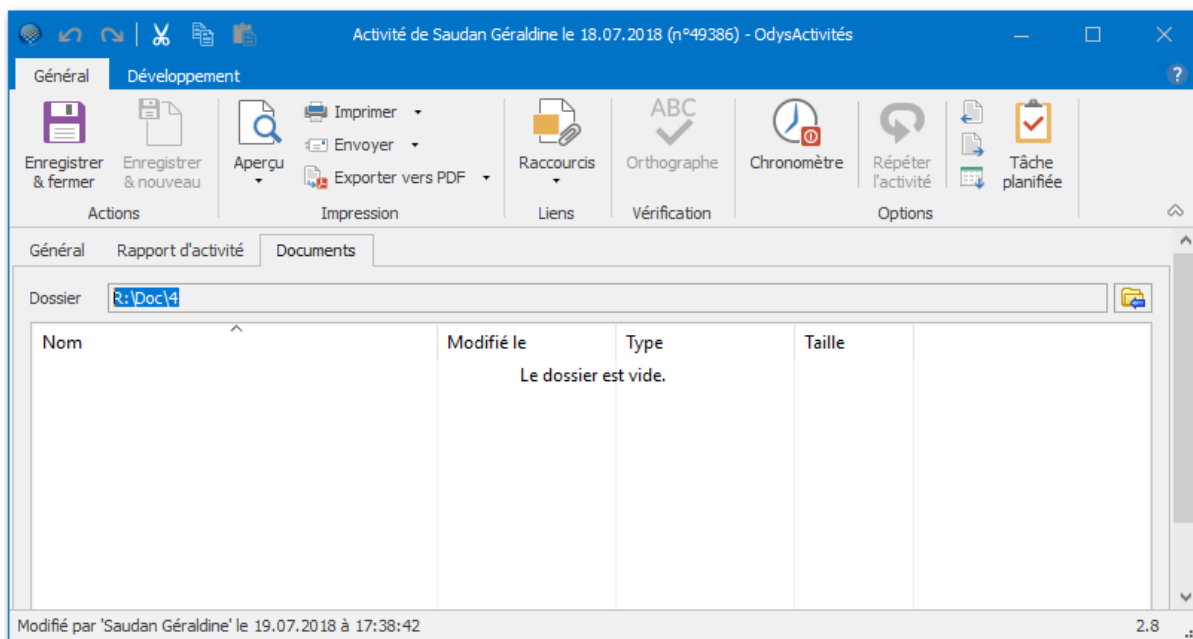 Activité de Saudan Géraldine le 18.07.2018 (n°49386) - OdysActivités
Général Développement ?
Enregistrer & fermer
Enregistrer & nouveau
Aperçu
Imprimer
Envoyer
Exporter vers PDF
Raccourcis
ABC
Orthographe
Chronomètre
Répéter l'activité
Tâche planifiée
Actions Impression Liens Vérification Options
Général Rapport d'activité Documents
Dossier R:\Doc\4
Nom Modifié le Type Taille
Le dossier est vide.
Modifié par 'Saudan Géraldine' le 19.07.2018 à 17:38:42 2.8